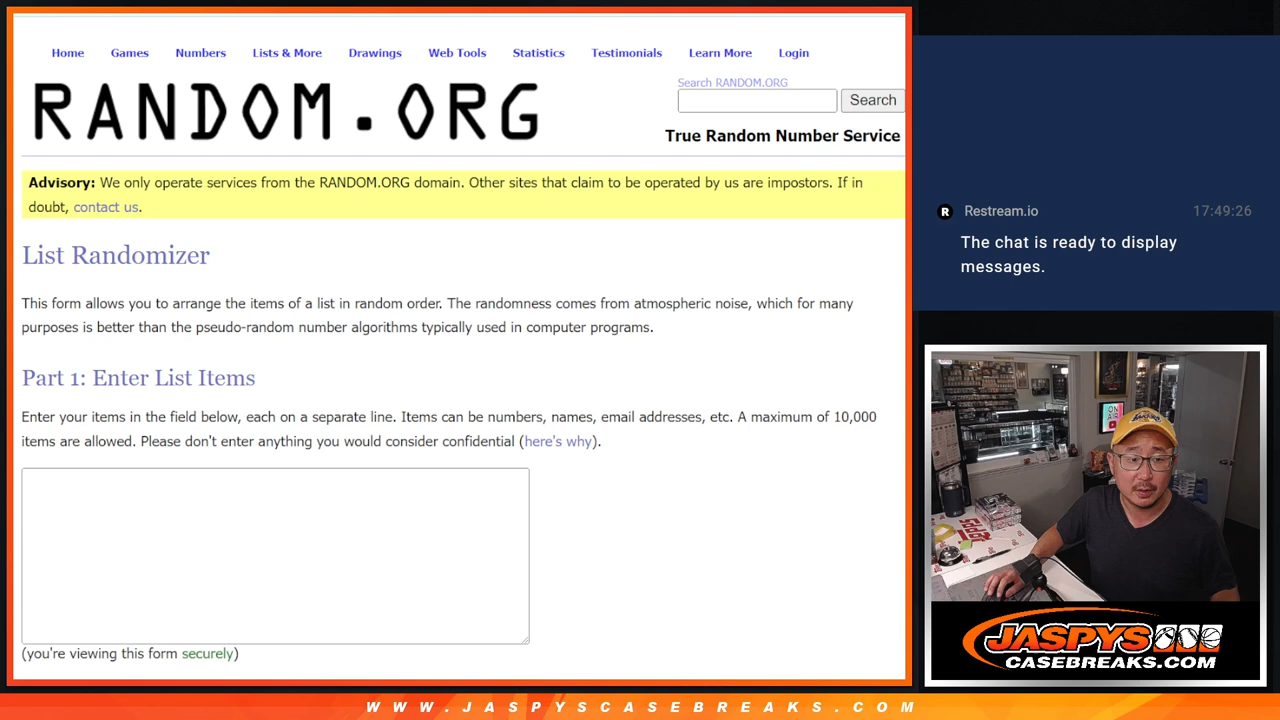 Home Games Numbers Lists & More Drawings Web Tools Statistics Testimonials Learn More Login
RANDOM.ORG
Search RANDOM.ORG
Search
True Random Number Service
Advisory: We only operate services from the RANDOM.ORG domain. Other sites that claim to be operated by us are impostors. If in
doubt, contact us.
List Randomizer
This form allows you to arrange the items of a list in random order. The randomness comes from atmospheric noise, which for many
purposes is better than the pseudo-random number algorithms typically used in computer programs.
Part 1: Enter List Items
Enter your items in the field below, each on a separate line. Items can be numbers, names, email addresses, etc. A maximum of 10,000
items are allowed. Please don't enter anything you would consider confidential (here's why).
(you're viewing this form securely)
R Restream.io 17:49:26
The chat is ready to display
messages.
ON
AIR
JASPYS
CASEBREAKS.COM
WWW.JASPYSCASEBREAKS.COM